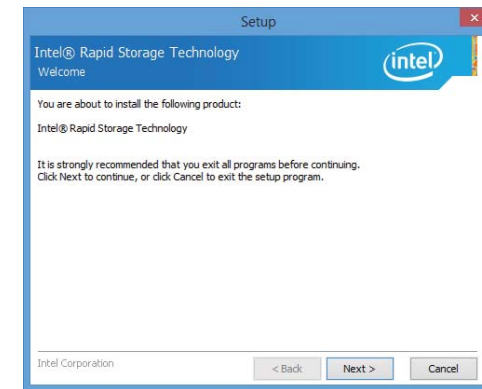 Setup
Intel® Rapid Storage Technology
Welcome
intel
You are about to install the following product:
Intel® Rapid Storage Technology
It is strongly recommended that you exit all programs before continuing.
Click Next to continue, or click Cancel to exit the setup program.
Intel Corporation
< Back Next > Cancel